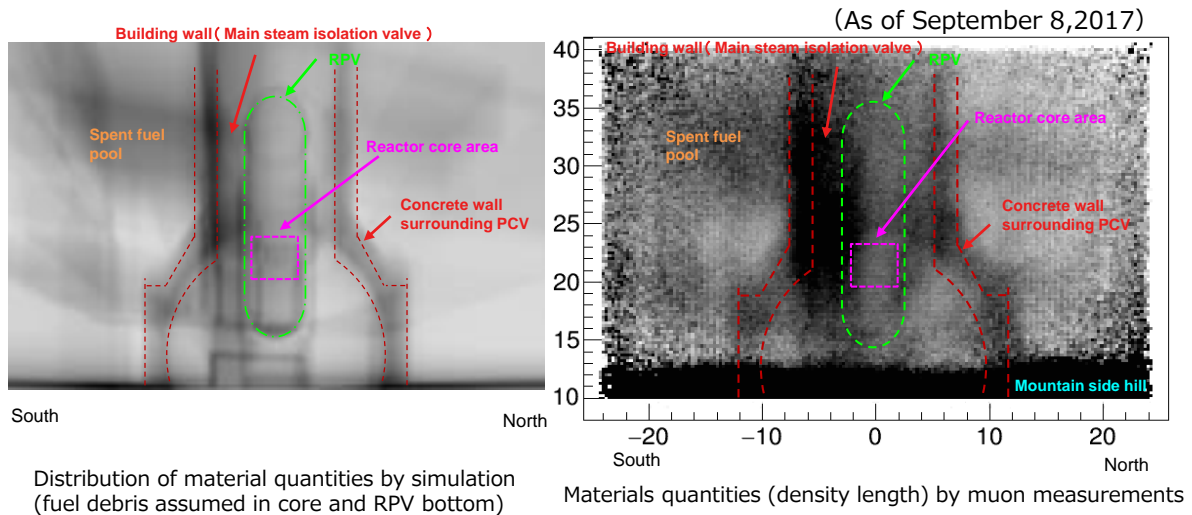 （As of September 8,2017）
Building wall（ Main steam isolation valve ）
RPV
Spent fuel
pool
Reactor core area
Concrete wall
surrounding PCV
South
North
Distribution of material quantities by simulation
(fuel debris assumed in core and RPV bottom)
Building wall（ Main steam isolation valve ）
RPV
Reactor core area
Spent fuel
pool
Concrete wall
surrounding PCV
Mountain side hill
40
35
30
25
20
15
10
−20
−10
0
10
20
South
North
Materials quantities (density length) by muon measurements